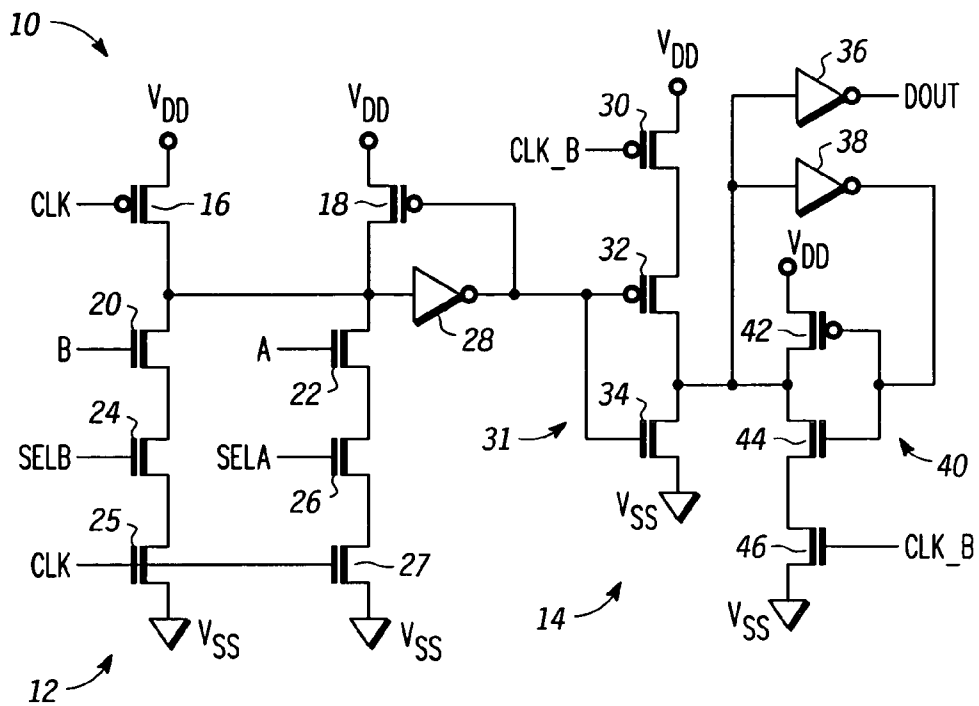 10
VDD
VDD
VDD
36
DOUT
30
CLK_B
38
CLK
16
18
32
VDD
20
B
A
28
42
22
34
24
31
44
SELB
SELA
40
26
25
46
CLK_B
CLK
27
VSS
14
VSS
VSS
VSS
12